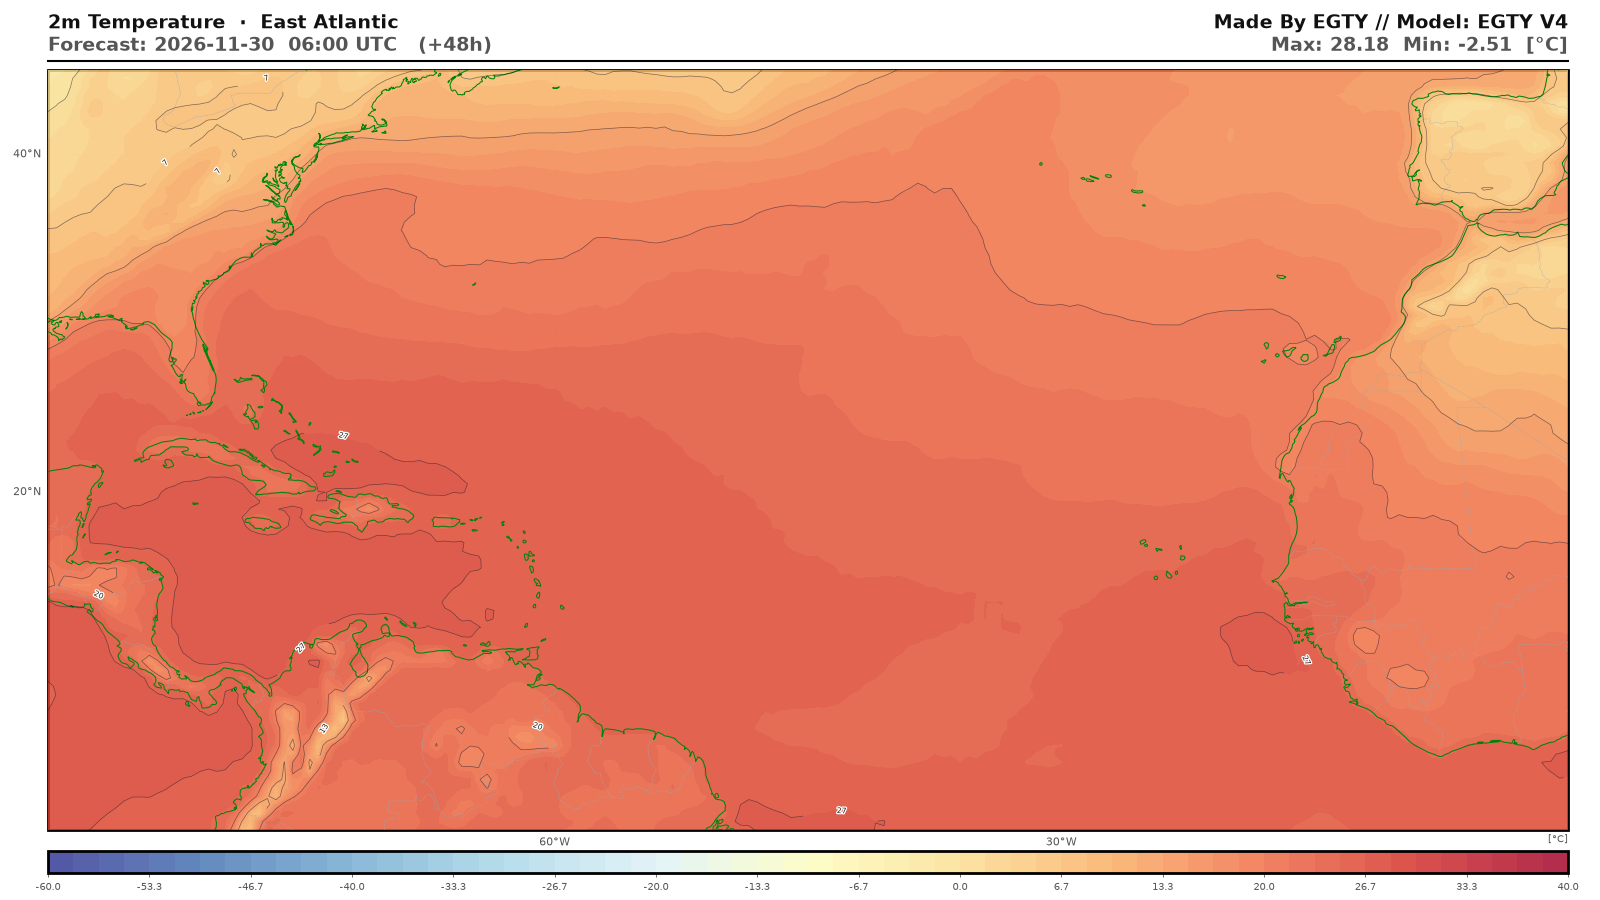 2m Temperature · East Atlantic
Made By EGTY // Model: EGTY V4
Forecast: 2026-11-30 06:00 UTC (+48h)
Max: 28.18 Min: -2.51 [°C]
7
40°N
7
7
27
20°N
20
27
27
13
20
27
60°W
30°W
[°C]
-60.0 -53.3 -46.7 -40.0 -33.3 -26.7 -20.0 -13.3 -6.7 0.0 6.7 13.3 20.0 26.7 33.3 40.0